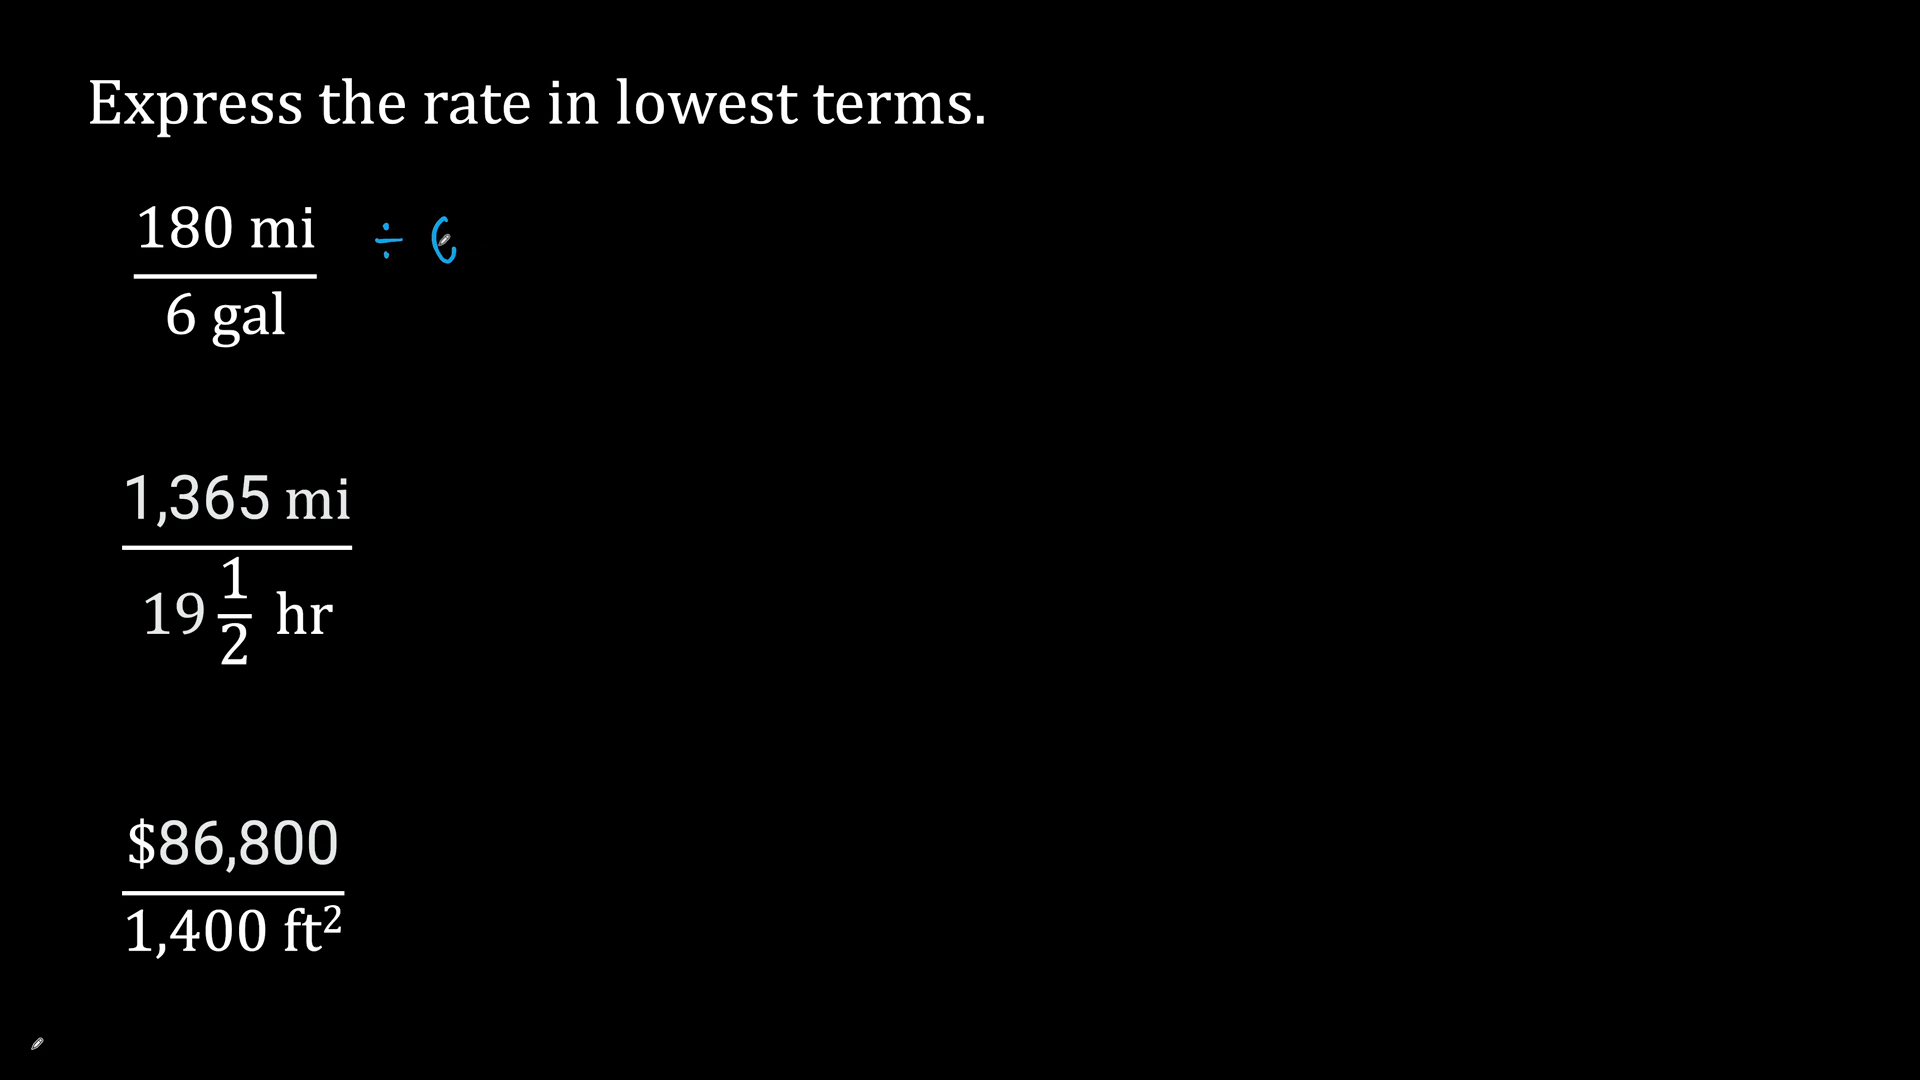 Express the rate in lowest terms.
180 mi ÷ 6
6 gal
1,365 mi
19 1/2 hr
$86,800
1,400 ft²